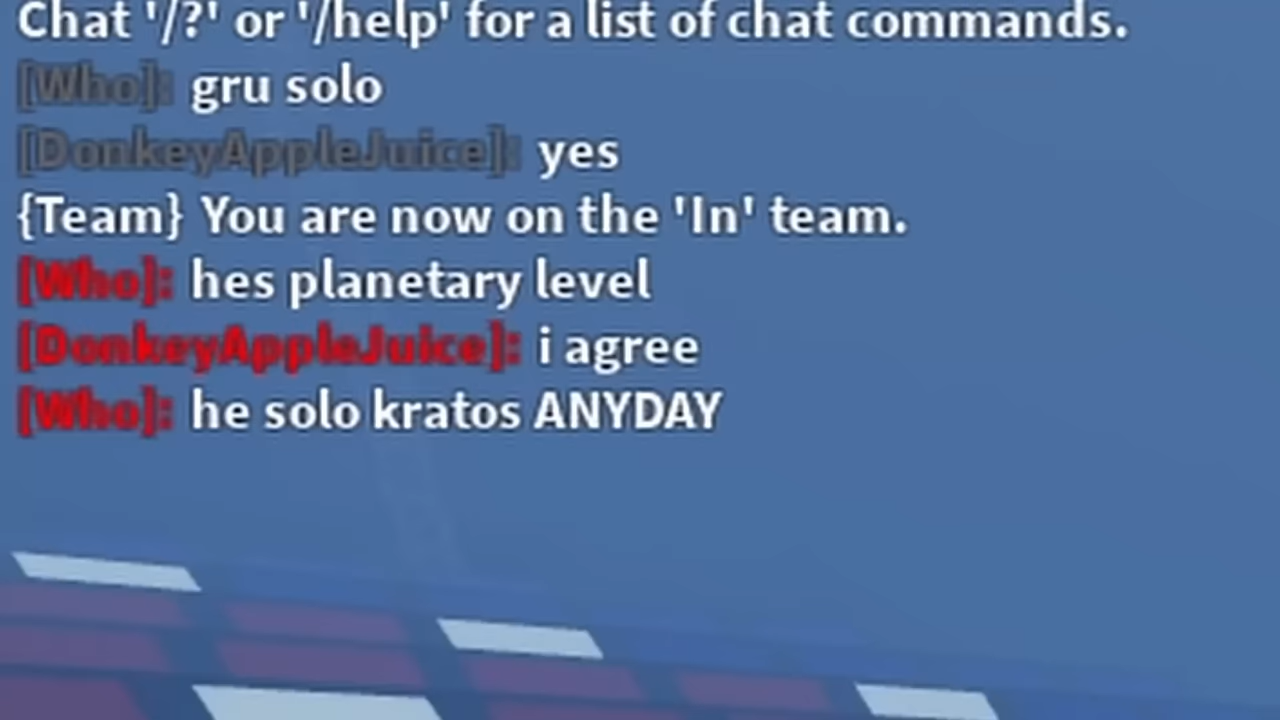 Chat '/?' or '/help' for a list of chat commands.
[Who]: gru solo
[DonkeyAppleJuice]: yes
{Team} You are now on the 'In' team.
[Who]: hes planetary level
[DonkeyAppleJuice]: i agree
[Who]: he solo kratos ANYDAY